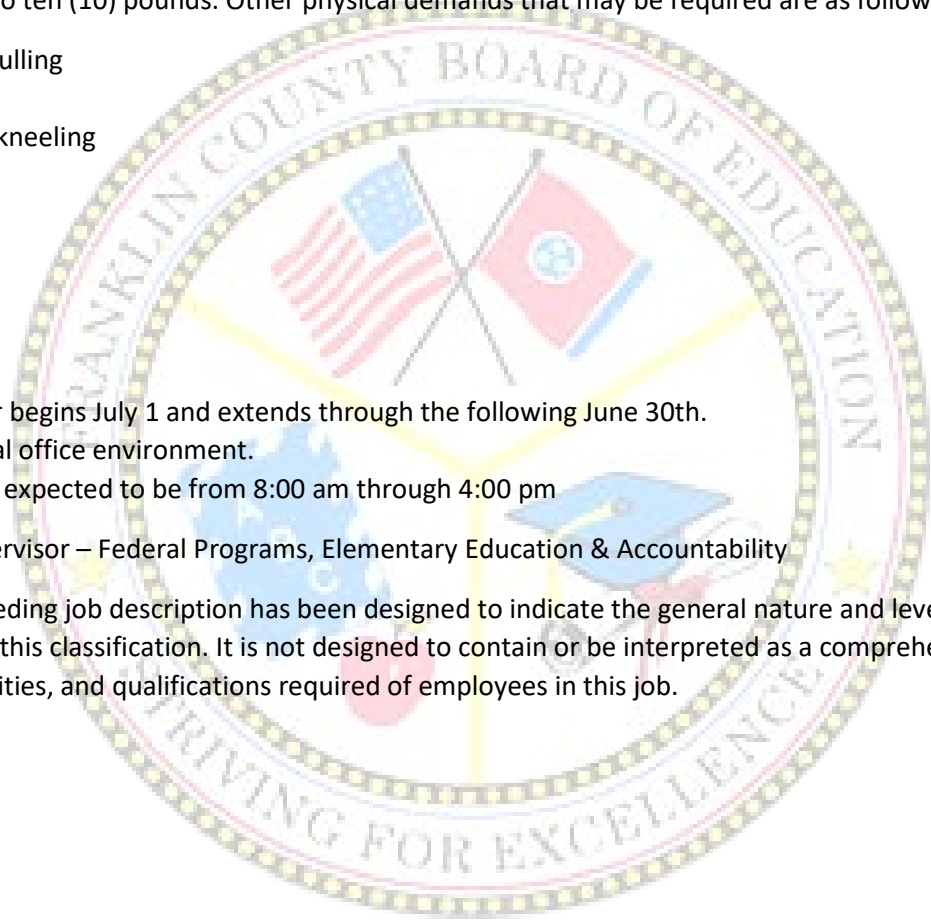 o ten (10) pounds. Other physical demands that may be required are as follow
ulling
kneeling
r begins July 1 and extends through the following June 30th.
al office environment.
expected to be from 8:00 am through 4:00 pm
ervisor – Federal Programs, Elementary Education & Accountability
eding job description has been designed to indicate the general nature and leve
this classification. It is not designed to contain or be interpreted as a comprehe
ities, and qualifications required of employees in this job.
FRANKLIN COUNTY BOARD OF EDUCATION
A B C
STRIVING FOR EXCELLENCE